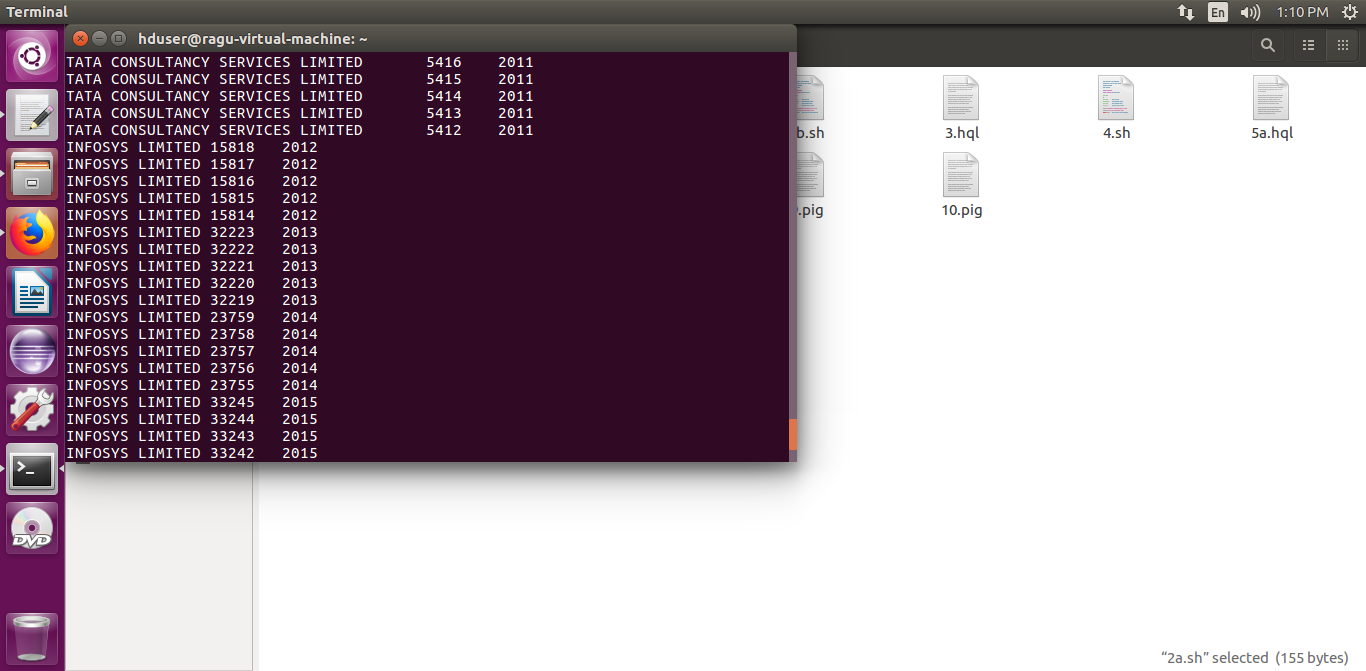 Terminal
En
1:10 PM
hduser@ragu-virtual-machine: ~
TATA CONSULTANCY SERVICES LIMITED 5416 2011
TATA CONSULTANCY SERVICES LIMITED 5415 2011
TATA CONSULTANCY SERVICES LIMITED 5414 2011
TATA CONSULTANCY SERVICES LIMITED 5413 2011
TATA CONSULTANCY SERVICES LIMITED 5412 2011
INFOSYS LIMITED 15818 2012
INFOSYS LIMITED 15817 2012
INFOSYS LIMITED 15816 2012
INFOSYS LIMITED 15815 2012
INFOSYS LIMITED 15814 2012
INFOSYS LIMITED 32223 2013
INFOSYS LIMITED 32222 2013
INFOSYS LIMITED 32221 2013
INFOSYS LIMITED 32220 2013
INFOSYS LIMITED 32219 2013
INFOSYS LIMITED 23759 2014
INFOSYS LIMITED 23758 2014
INFOSYS LIMITED 23757 2014
INFOSYS LIMITED 23756 2014
INFOSYS LIMITED 23755 2014
INFOSYS LIMITED 33245 2015
INFOSYS LIMITED 33244 2015
INFOSYS LIMITED 33243 2015
INFOSYS LIMITED 33242 2015
b.sh 3.hql 4.sh 5a.hql
.pig 10.pig
>_
DVD
“2a.sh” selected (155 bytes)